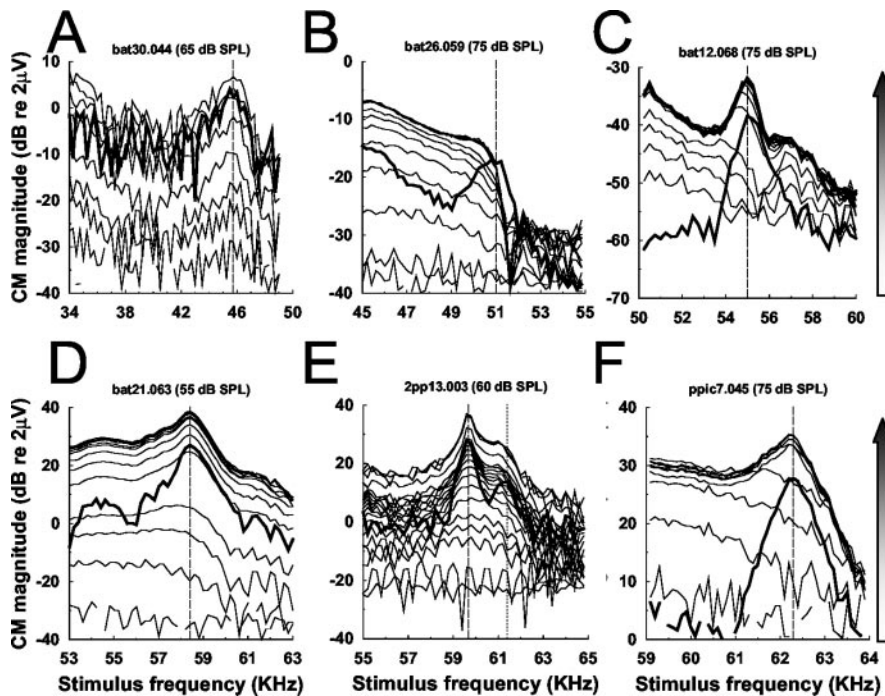 A
bat30.044 (65 dB SPL)
B
bat26.059 (75 dB SPL)
C
bat12.068 (75 dB SPL)
CM magnitude (dB re 2µV)
10
0
-10
-20
-30
-40
34 38 42 46 50
0
-10
-20
-30
-40
45 47 49 51 53 55
-30
-40
-50
-60
-70
50 52 54 56 58 60
D
bat21.063 (55 dB SPL)
E
2pp13.003 (60 dB SPL)
F
ppic7.045 (75 dB SPL)
CM magnitude (dB re 2µV)
40
20
0
-20
-40
53 55 57 59 61 63
40
20
0
-20
-40
55 57 59 61 63 65
40
30
20
10
0
59 60 61 62 63 64
Stimulus frequency (KHz)
Stimulus frequency (KHz)
Stimulus frequency (KHz)